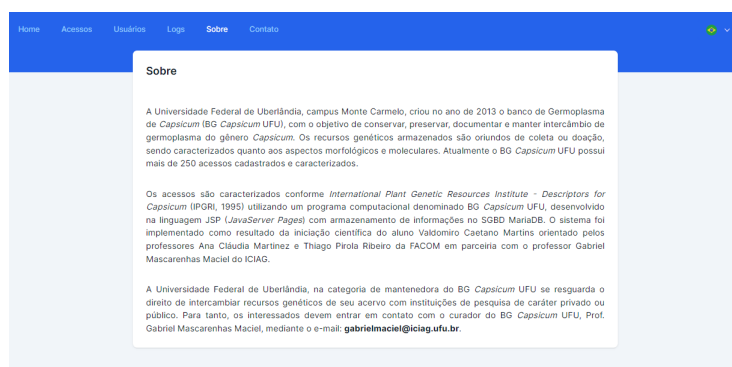 Home Acessos Usuários Logs Sobre Contato
Sobre
A Universidade Federal de Uberlândia, campus Monte Carmelo, criou no ano de 2013 o banco de Germoplasma
de Capsicum (BG Capsicum UFU), com o objetivo de conservar, preservar, documentar e manter intercâmbio de
germoplasma do gênero Capsicum. Os recursos genéticos armazenados são oriundos de coleta ou doação,
sendo caracterizados quanto aos aspectos morfológicos e moleculares. Atualmente o BG Capsicum UFU possui
mais de 250 acessos cadastrados e caracterizados.
Os acessos são caracterizados conforme International Plant Genetic Resources Institute - Descriptors for
Capsicum (IPGRI, 1995) utilizando um programa computacional denominado BG Capsicum UFU, desenvolvido
na linguagem JSP (JavaServer Pages) com armazenamento de informações no SGBD MariaDB. O sistema foi
implementado como resultado da iniciação científica do aluno Valdomiro Caetano Martins orientado pelos
professores Ana Cláudia Martinez e Thiago Pirola Ribeiro da FACOM em parceiria com o professor Gabriel
Mascarenhas Maciel do ICIAG.
A Universidade Federal de Uberlândia, na categoria de mantenedora do BG Capsicum UFU se resguarda o
direito de intercambiar recursos genéticos de seu acervo com instituições de pesquisa de caráter privado ou
público. Para tanto, os interessados devem entrar em contato com o curador do BG Capsicum UFU, Prof.
Gabriel Mascarenhas Maciel, mediante o e-mail: gabrielmaciel@iciag.ufu.br.